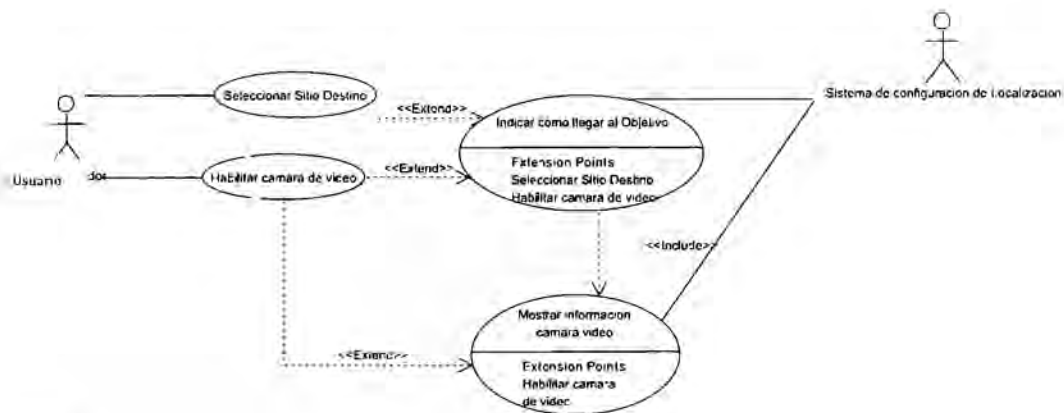 Seleccionar Sitio Destino
<<Extend>>
Indicar como llegar al Objetivo
Sistema de configuracion de Localizacion
Extension Points
Seleccionar Sitio Destino
Habilitar camara de video
Usuario
dor
Habilitar camara de video
<<Extend>>
<<Include>>
Mostrar informacion
camara video
<<Extend>>
Extension Points
Habilitar camara
de video